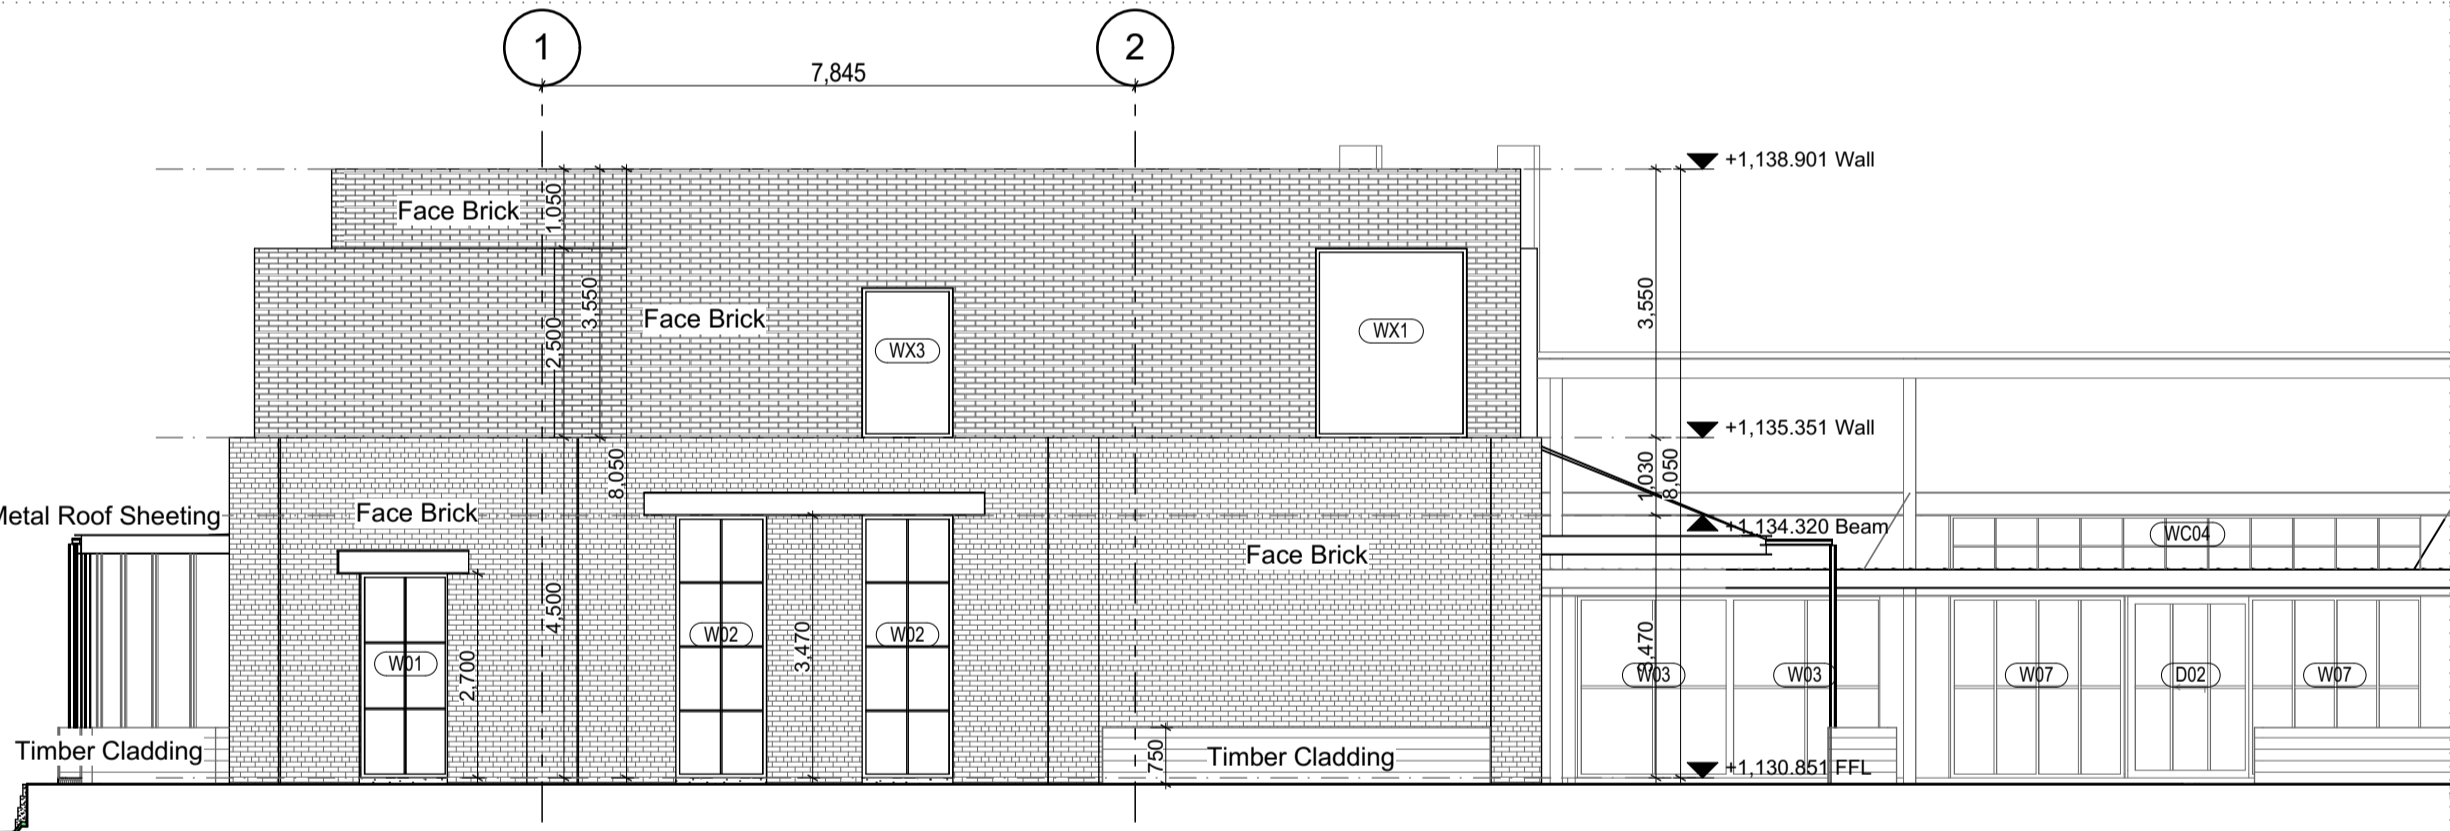 1
2
7,845
+1,138.901 Wall
Face Brick
1,050
3,550
2,500
Face Brick
WX3
WX1
3,550
+1,135.351 Wall
8,050
1,030
8,050
Metal Roof Sheeting
Face Brick
+1,134.320 Beam
WC04
Face Brick
4,500
W01
2,700
W02
3,470
W02
3,470
W03
W03
W07
D02
W07
Timber Cladding
750
Timber Cladding
+1,130.851 FFL